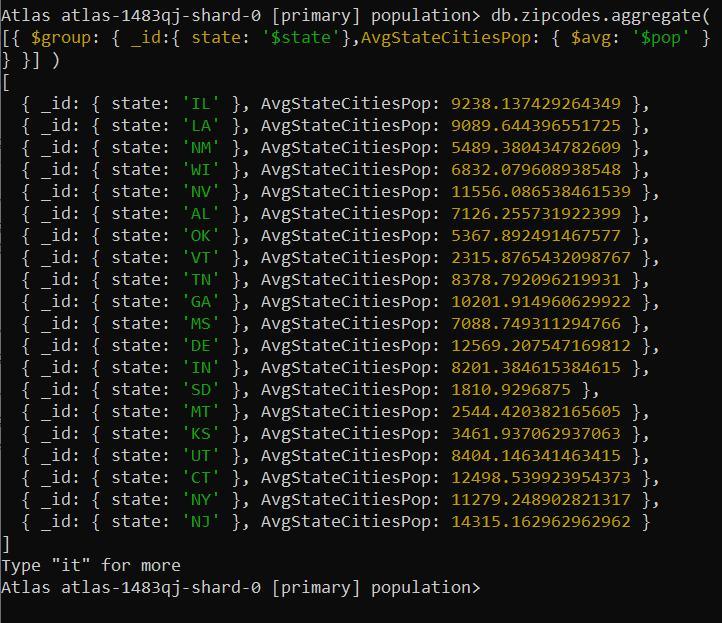 Atlas atlas-1483qj-shard-0 [primary] population> db.zipcodes.aggregate(
[{ $group: { _id:{ state: '$state'},AvgStateCitiesPop: { $avg: '$pop' }
} }] )
[
  { _id: { state: 'IL' }, AvgStateCitiesPop: 9238.137429264349 },
  { _id: { state: 'LA' }, AvgStateCitiesPop: 9089.644396551725 },
  { _id: { state: 'NM' }, AvgStateCitiesPop: 5489.380434782609 },
  { _id: { state: 'WI' }, AvgStateCitiesPop: 6832.079608938548 },
  { _id: { state: 'NV' }, AvgStateCitiesPop: 11556.086538461539 },
  { _id: { state: 'AL' }, AvgStateCitiesPop: 7126.255731922399 },
  { _id: { state: 'OK' }, AvgStateCitiesPop: 5367.892491467577 },
  { _id: { state: 'VT' }, AvgStateCitiesPop: 2315.8765432098767 },
  { _id: { state: 'TN' }, AvgStateCitiesPop: 8378.792096219931 },
  { _id: { state: 'GA' }, AvgStateCitiesPop: 10201.914960629922 },
  { _id: { state: 'MS' }, AvgStateCitiesPop: 7088.749311294766 },
  { _id: { state: 'DE' }, AvgStateCitiesPop: 12569.207547169812 },
  { _id: { state: 'IN' }, AvgStateCitiesPop: 8201.384615384615 },
  { _id: { state: 'SD' }, AvgStateCitiesPop: 1810.9296875 },
  { _id: { state: 'MT' }, AvgStateCitiesPop: 2544.420382165605 },
  { _id: { state: 'KS' }, AvgStateCitiesPop: 3461.937062937063 },
  { _id: { state: 'UT' }, AvgStateCitiesPop: 8404.146341463415 },
  { _id: { state: 'CT' }, AvgStateCitiesPop: 12498.539923954373 },
  { _id: { state: 'NY' }, AvgStateCitiesPop: 11279.248902821317 },
  { _id: { state: 'NJ' }, AvgStateCitiesPop: 14315.162962962962 }
]
Type "it" for more
Atlas atlas-1483qj-shard-0 [primary] population>